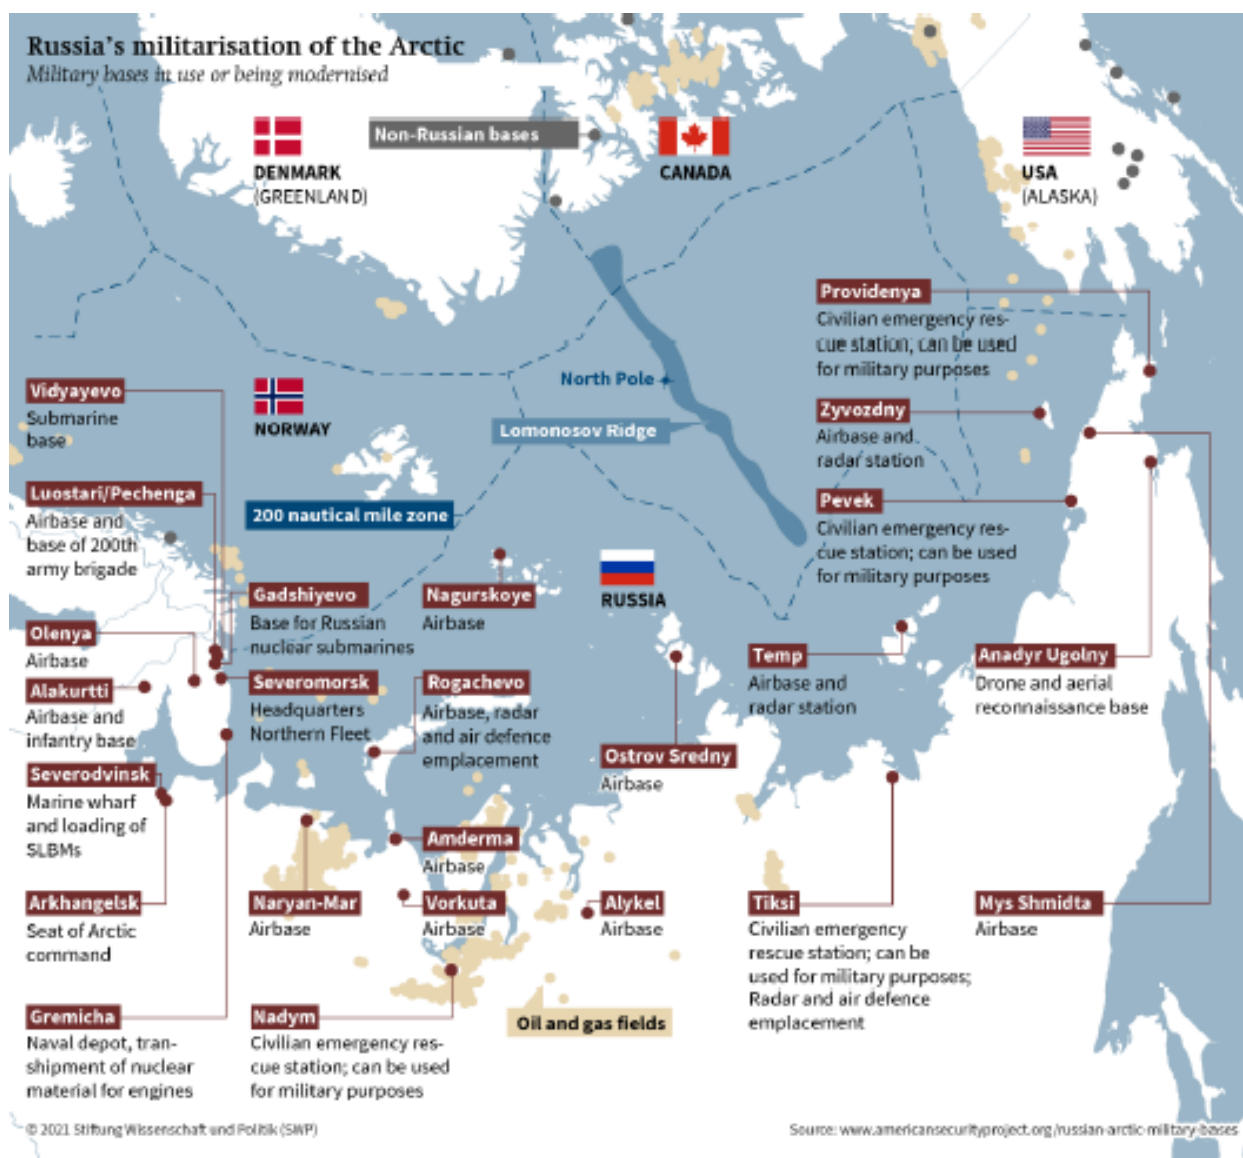 Russia's militarisation of the Arctic
Military bases in use or being modernised
Non-Russian bases
DENMARK
(GREENLAND)
CANADA
USA
(ALASKA)
Providenya
Civilian emergency res-
cue station; can be used
for military purposes
North Pole
Lomonosov Ridge
Zyvozdny
Airbase and
radar station
Pevek
Civilian emergency res-
cue station; can be used
for military purposes
Vidyayevo
Submarine
base
NORWAY
200 nautical mile zone
Luostari/Pechenga
Airbase and
base of 200th
army brigade
Gadshiyevo
Base for Russian
nuclear submarines
Nagurskoye
Airbase
RUSSIA
Olenya
Airbase
Alakurtti
Airbase and
infantry base
Severomorsk
Headquarters
Northern Fleet
Rogachevo
Airbase, radar
and air defence
emplacement
Temp
Airbase and
radar station
Anadyr Ugolny
Drone and aerial
reconnaissance base
Ostrov Sredny
Airbase
Severodvinsk
Marine wharf
and loading of
SLBMs
Amderma
Airbase
Arkhangelsk
Seat of Arctic
command
Naryan-Mar
Airbase
Vorkuta
Airbase
Alykel
Airbase
Tiksi
Civilian emergency
rescue station; can be
used for military purposes;
Radar and air defence
emplacement
Mys Shmidta
Airbase
Gremicha
Naval depot, tran-
shipment of nuclear
material for engines
Nadym
Civilian emergency res-
cue station; can be used
for military purposes
Oil and gas fields
© 2021 Stiftung Wissenschaft und Politik (SWP)
Source: www.americansecurityproject.org/russian-arctic-military-bases